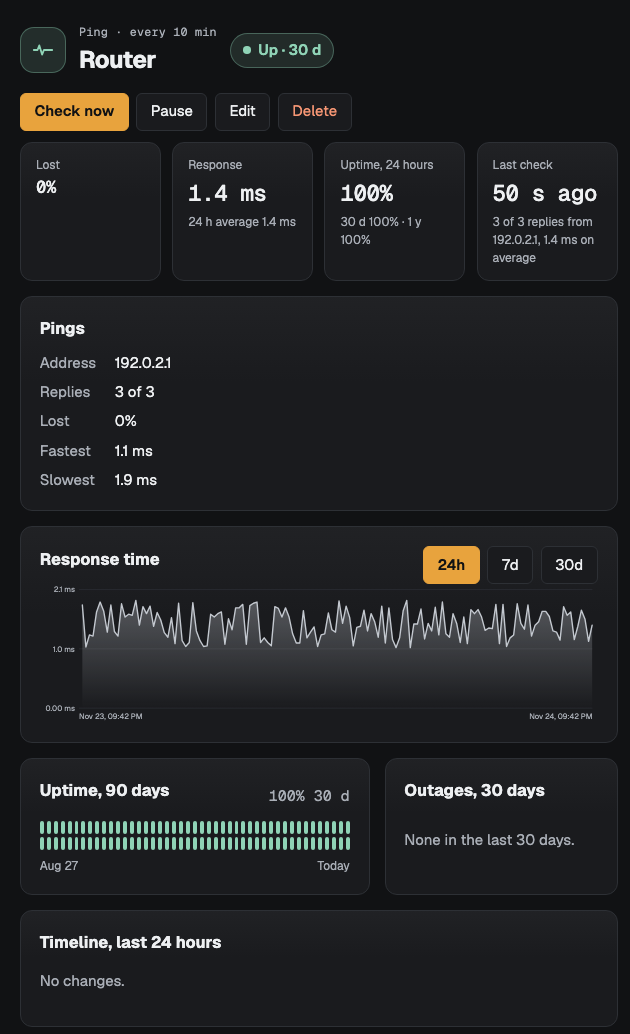 Ping · every 10 min
Router
Up · 30 d
Check now
Pause
Edit
Delete
Lost
0%
Response
1.4 ms
24 h average 1.4 ms
Uptime, 24 hours
100%
30 d 100% · 1 y
100%
Last check
50 s ago
3 of 3 replies from
192.0.2.1, 1.4 ms on
average
Pings
Address 192.0.2.1
Replies 3 of 3
Lost 0%
Fastest 1.1 ms
Slowest 1.9 ms
Response time
24h
7d
30d
2.1 ms
1.0 ms
0.00 ms
Nov 23, 09:42 PM
Nov 24, 09:42 PM
Uptime, 90 days
100% 30 d
Aug 27
Today
Outages, 30 days
None in the last 30 days.
Timeline, last 24 hours
No changes.